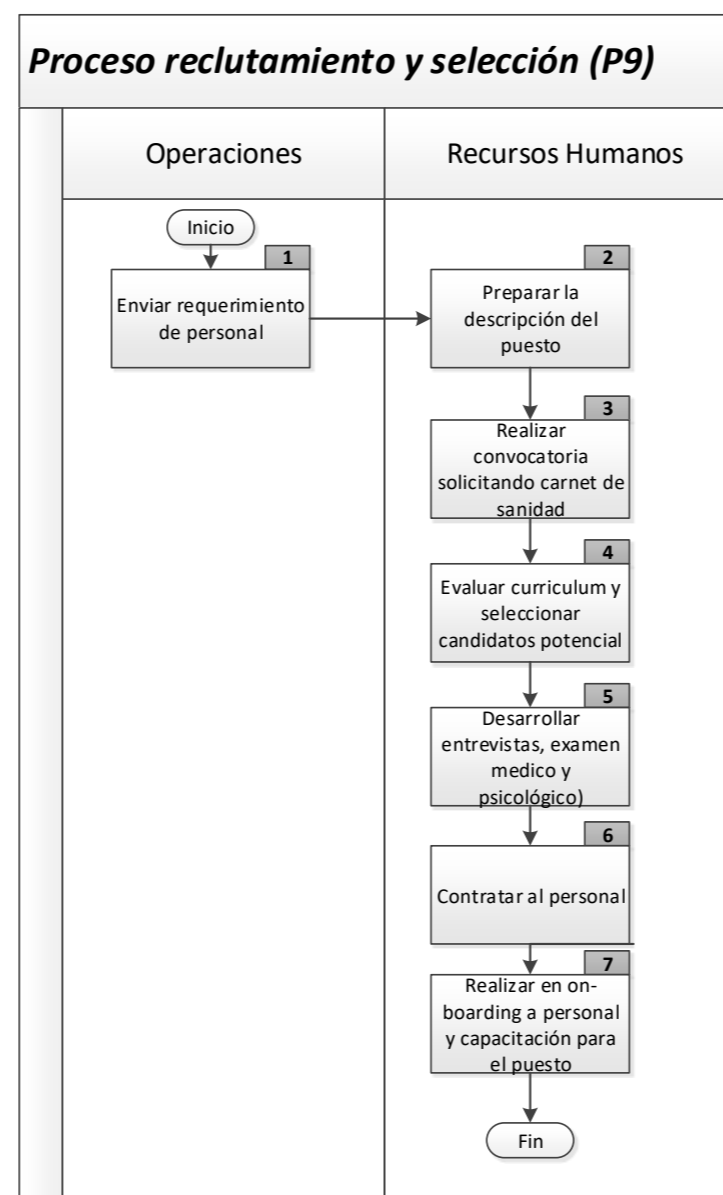 Proceso reclutamiento y selección (P9)
Operaciones
Recursos Humanos
Inicio
1
Enviar requerimiento
de personal
2
Preparar la
descripción del
puesto
3
Realizar
convocatoria
solicitando carnet de
sanidad
4
Evaluar curriculum y
seleccionar
candidatos potencial
5
Desarrollar
entrevistas, examen
medico y
psicológico)
6
Contratar al personal
7
Realizar en on-
boarding a personal
y capacitación para
el puesto
Fin